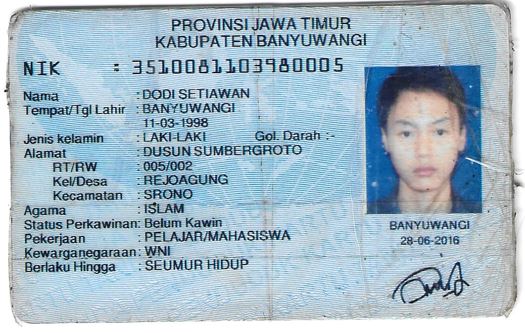 PROVINSI JAWA TIMUR
KABUPATEN BANYUWANGI
NIK : 3510081103980005
Nama : DODI SETIAWAN
Tempat/Tgl Lahir : BANYUWANGI
11-03-1998
Jenis kelamin : LAKI-LAKI Gol. Darah :-
Alamat : DUSUN SUMBERGROTO
RT/RW : 005/002
Kel/Desa : REJOAGUNG
Kecamatan : SRONO
Agama : ISLAM
Status Perkawinan: Belum Kawin
Pekerjaan : PELAJAR/MAHASISWA
Kewarganegaraan: WNI
Berlaku Hingga : SEUMUR HIDUP
BANYUWANGI
28-06-2016